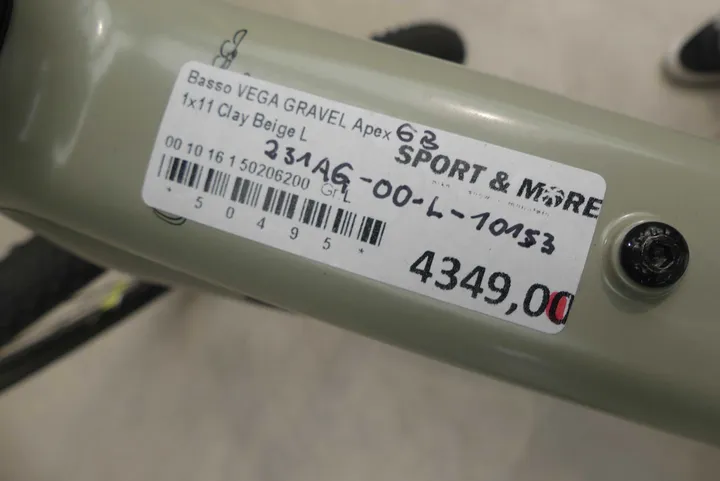 Basso VEGA GRAVEL Apex 63
1x11 Clay Beige L
SPORT & MORE
231AG-00-L-10153
00 10 16 1 50206200 Gr L
* 5 0 4 9 5 *
4349,00